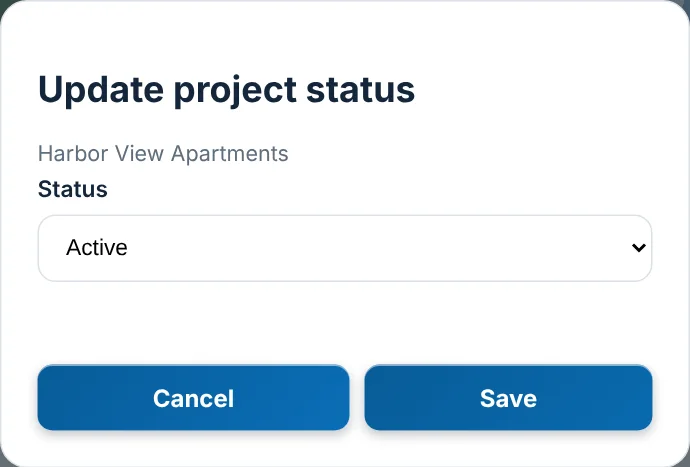 Update project status
Harbor View Apartments
Status
Active
Cancel
Save